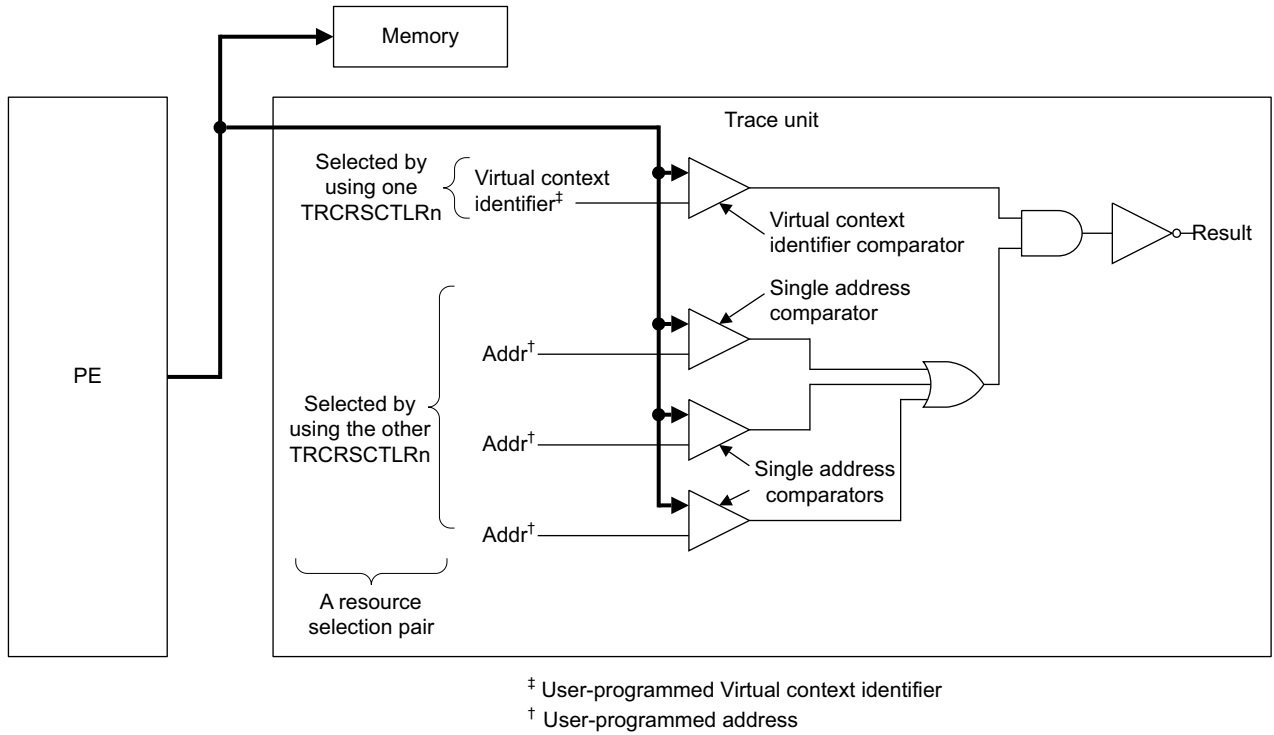 Memory
Trace unit
PE
Selected by
using one
TRCRSCTLRn
Virtual context
identifier‡
Virtual context
identifier comparator
Result
Single address
comparator
Addr†
Selected by
using the other
TRCRSCTLRn
Addr†
Single address
comparators
Addr†
A resource
selection pair
‡ User-programmed Virtual context identifier
† User-programmed address